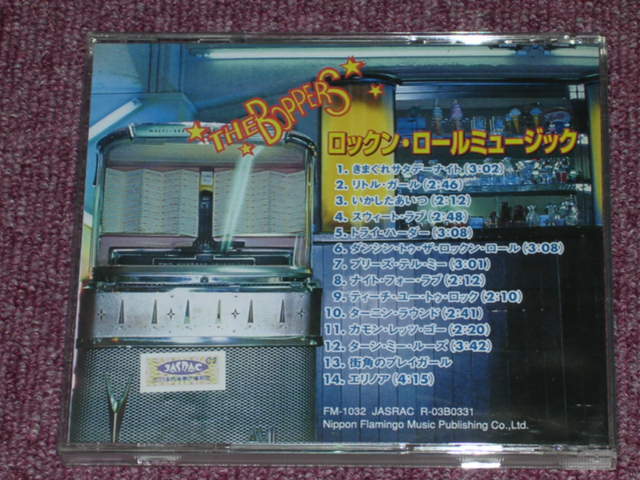 THE BOPPERS
ロックン・ロールミュージック
1. きまぐれサタデーナイト(3:02)
2. リトル・ガール(2:46)
3. いかしたあいつ(2:12)
4. スウィート・ラブ(2:48)
5. トライ・ハーダー(3:08)
6. ダンシン・トゥ・ザ・ロックン・ロール(3:08)
7. プリーズ・テル・ミー(3:01)
8. ナイト・フォー・ラブ(2:12)
9. ティーチ・ユー・トゥ・ロック(2:10)
10. ターニン・ラウンド(2:41)
11. カモン・レッツ・ゴー(2:20)
12. ターン・ミー・ルーズ(3:42)
13. 街角のプレイガール
14. エリノア(4:15)
JASRAC
FM-1032 JASRAC R-03B0331
Nippon Flamingo Music Publishing Co.,Ltd.